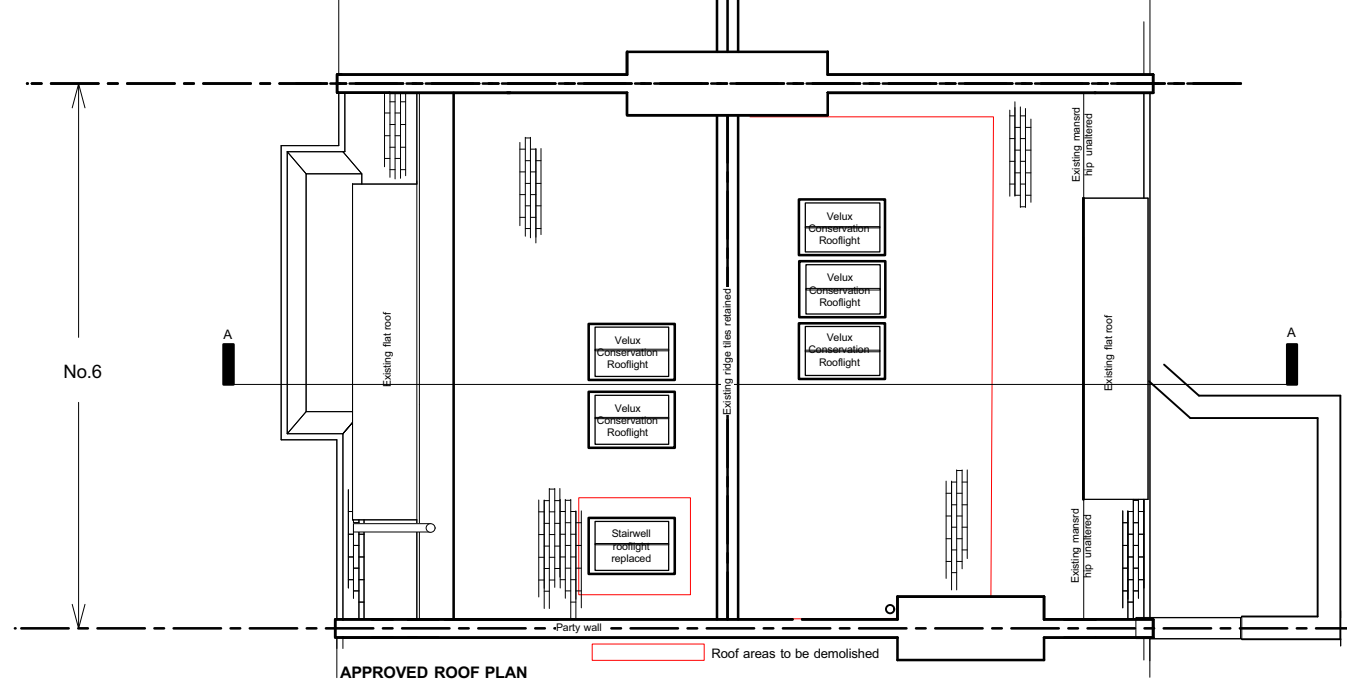 Existing mansrd
hip unaltered
Velux
Conservation
Rooflight
Velux
Conservation
Rooflight
Velux
Conservation
Rooflight
A
No.6
Existing flat roof
Velux
Conservation
Rooflight
Velux
Conservation
Rooflight
Existing ridge tiles retained
Existing flat roof
A
Stairwell
rooflight
replaced
Existing mansrd
hip unaltered
Party wall
Roof areas to be demolished
APPROVED ROOF PLAN